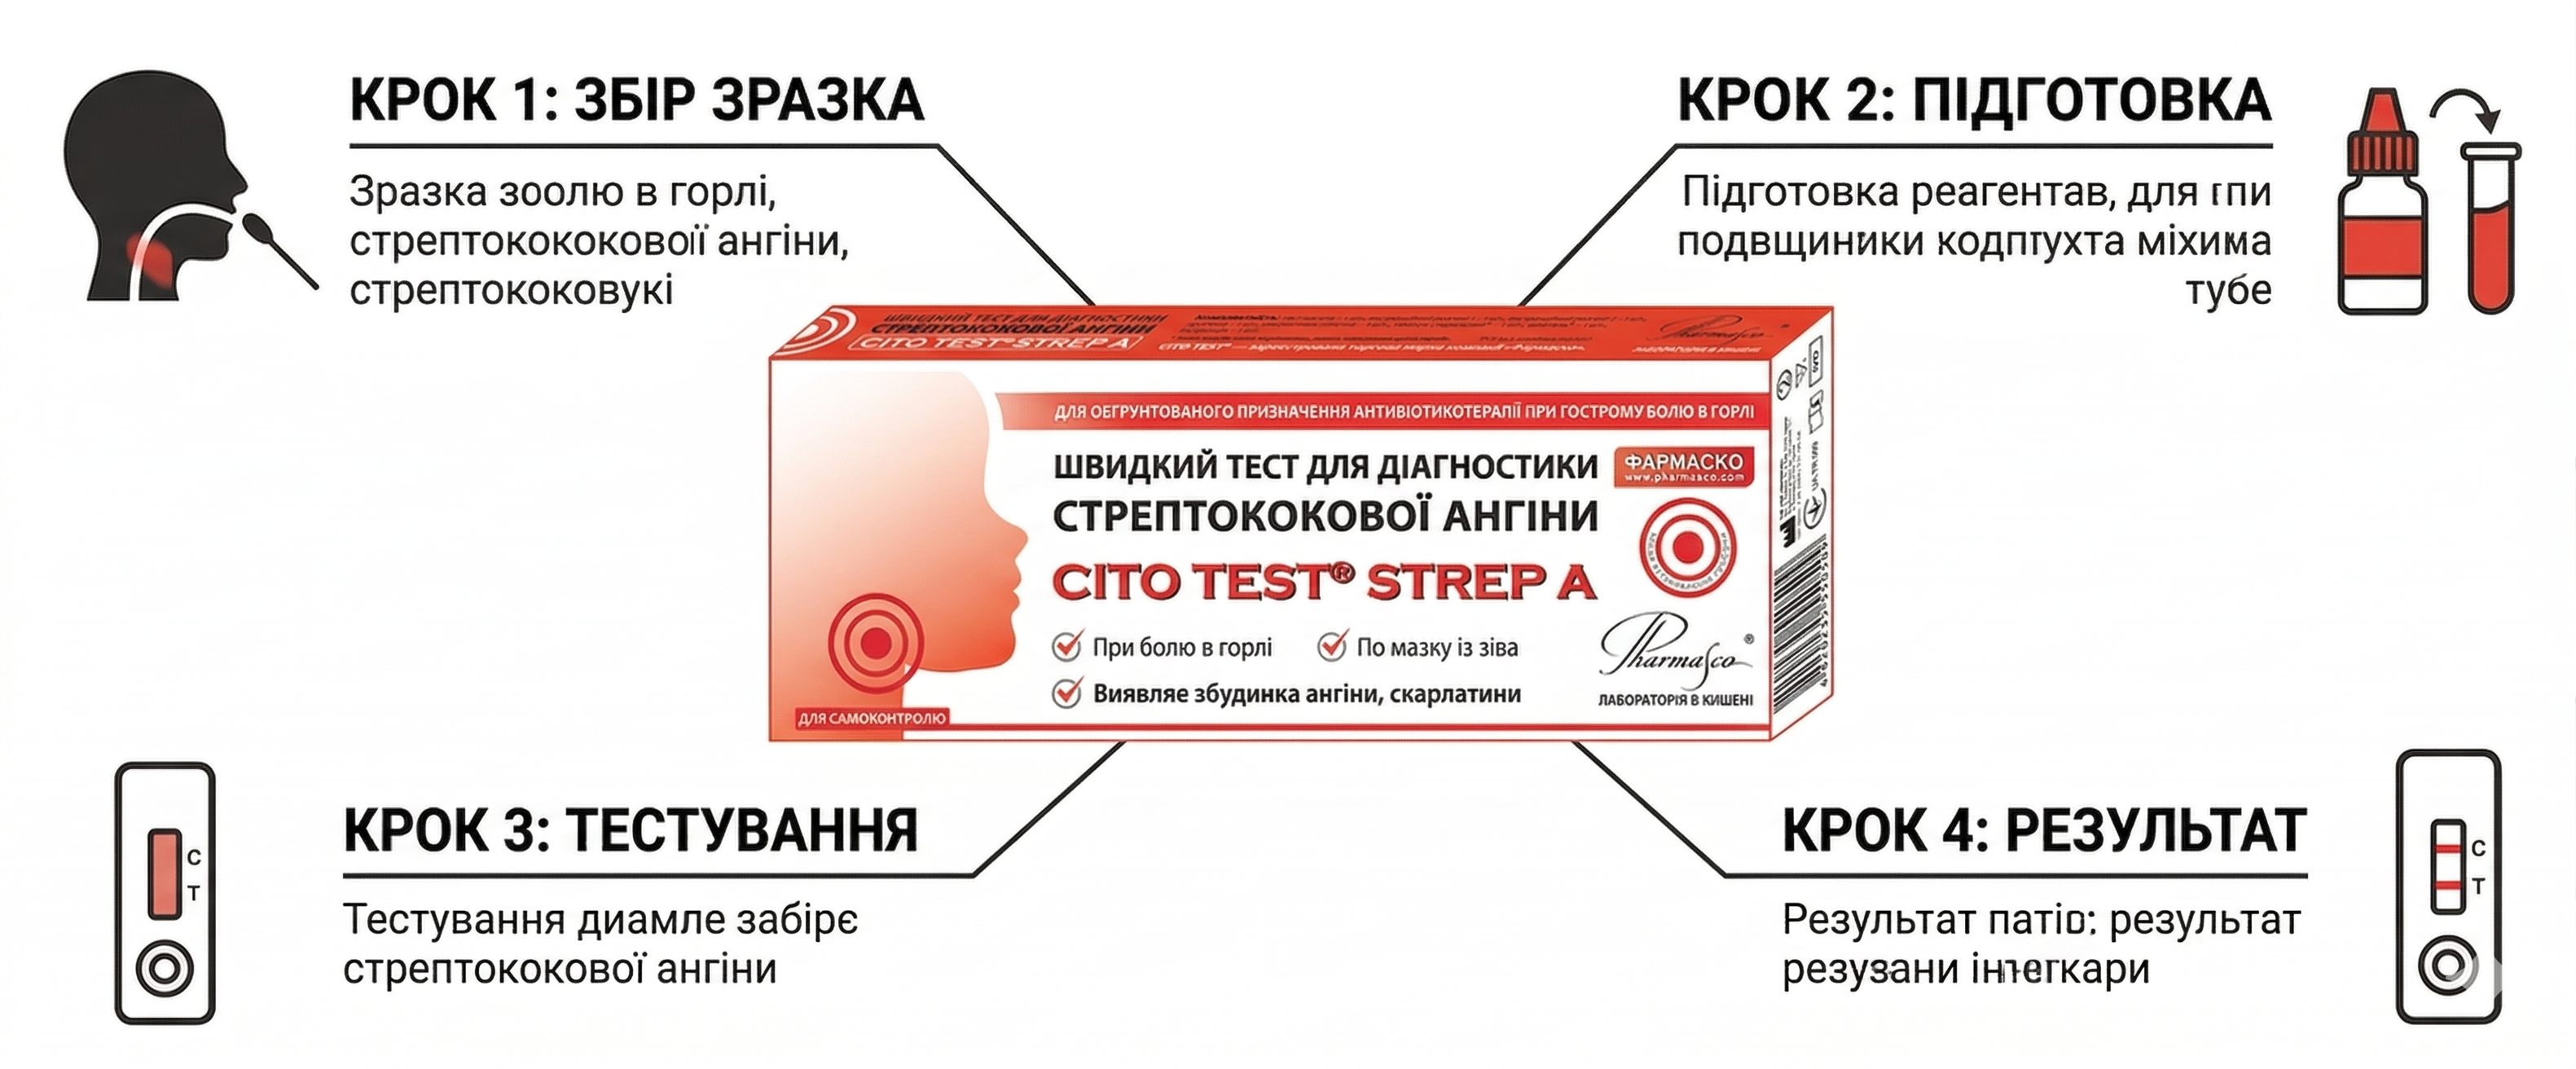 КРОК 1: ЗБІР ЗРАЗКА
Зразка зоолю в горлі,
стрептокококової ангіни,
стрептококовукі
КРОК 2: ПІДГОТОВКА
Підготовка реагентав, для
подвщиники міхима
тубе
ШВИДКИЙ ТЕСТ ДЛЯ ДІАГНОСТИКИ
СТРЕПТОКОКОВОЇ АНГІНИ
CITO TEST® STREP A
ДЛЯ ОБГРУНТОВАНОГО ПРИЗНАЧЕННЯ АНТИБІОТИКОТЕРАПІЇ ПРИ ГОСТРОМУ БОЛЮ В ГОРЛІ
ШВИДКИЙ ТЕСТ ДЛЯ ДІАГНОСТИКИ
СТРЕПТОКОКОВОЇ АНГІНИ
CITO TEST® STREP A
ФАРМАСКО
www.pharmasco.com
При болю в горлі
По мазку із зіва
Виявляє збудника ангіни, скарлатини
Pharmasco®
ЛАБОРАТОРІЯ В КИШЕНІ
ДЛЯ САМОКОНТРОЛЮ
КРОК 3: ТЕСТУВАННЯ
Тестування диамле забірє
стрептококової ангіни
C
T
КРОК 4: РЕЗУЛЬТАТ
Результат результат
резузани
C
T